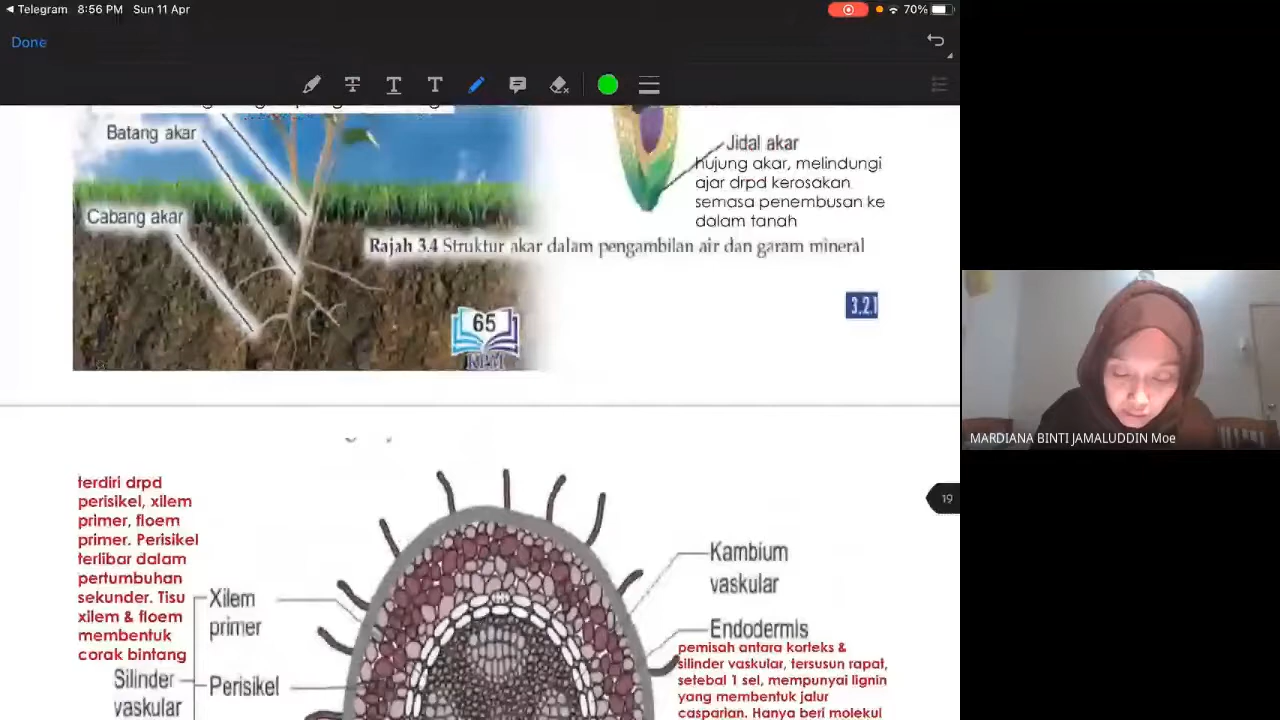 Telegram 8:56 PM Sun 11 Apr
70%
Done
T T T
Batang akar
Cabang akar
Jidal akar
hujung akar, melindungi
ajar drpd kerosakan
semasa penembusan ke
dalam tanah
Rajah 3.4 Struktur akar dalam pengambilan air dan garam mineral
65
KPM
3.2.1
19
terdiri drpd
perisikel, xilem
primer, floem
primer. Perisikel
terlibar dalam
pertumbuhan
sekunder. Tisu
xilem & floem
membentuk
corak bintang
Xilem
primer
Silinder
vaskular
Perisikel
Kambium
vaskular
Endodermis
pemisah antara korteks &
silinder vaskular, tersusun rapat,
setebal 1 sel, mempunyai lignin
yang membentuk jalur
casparian. Hanya beri molekul
MARDIANA BINTI JAMALUDDIN Moe